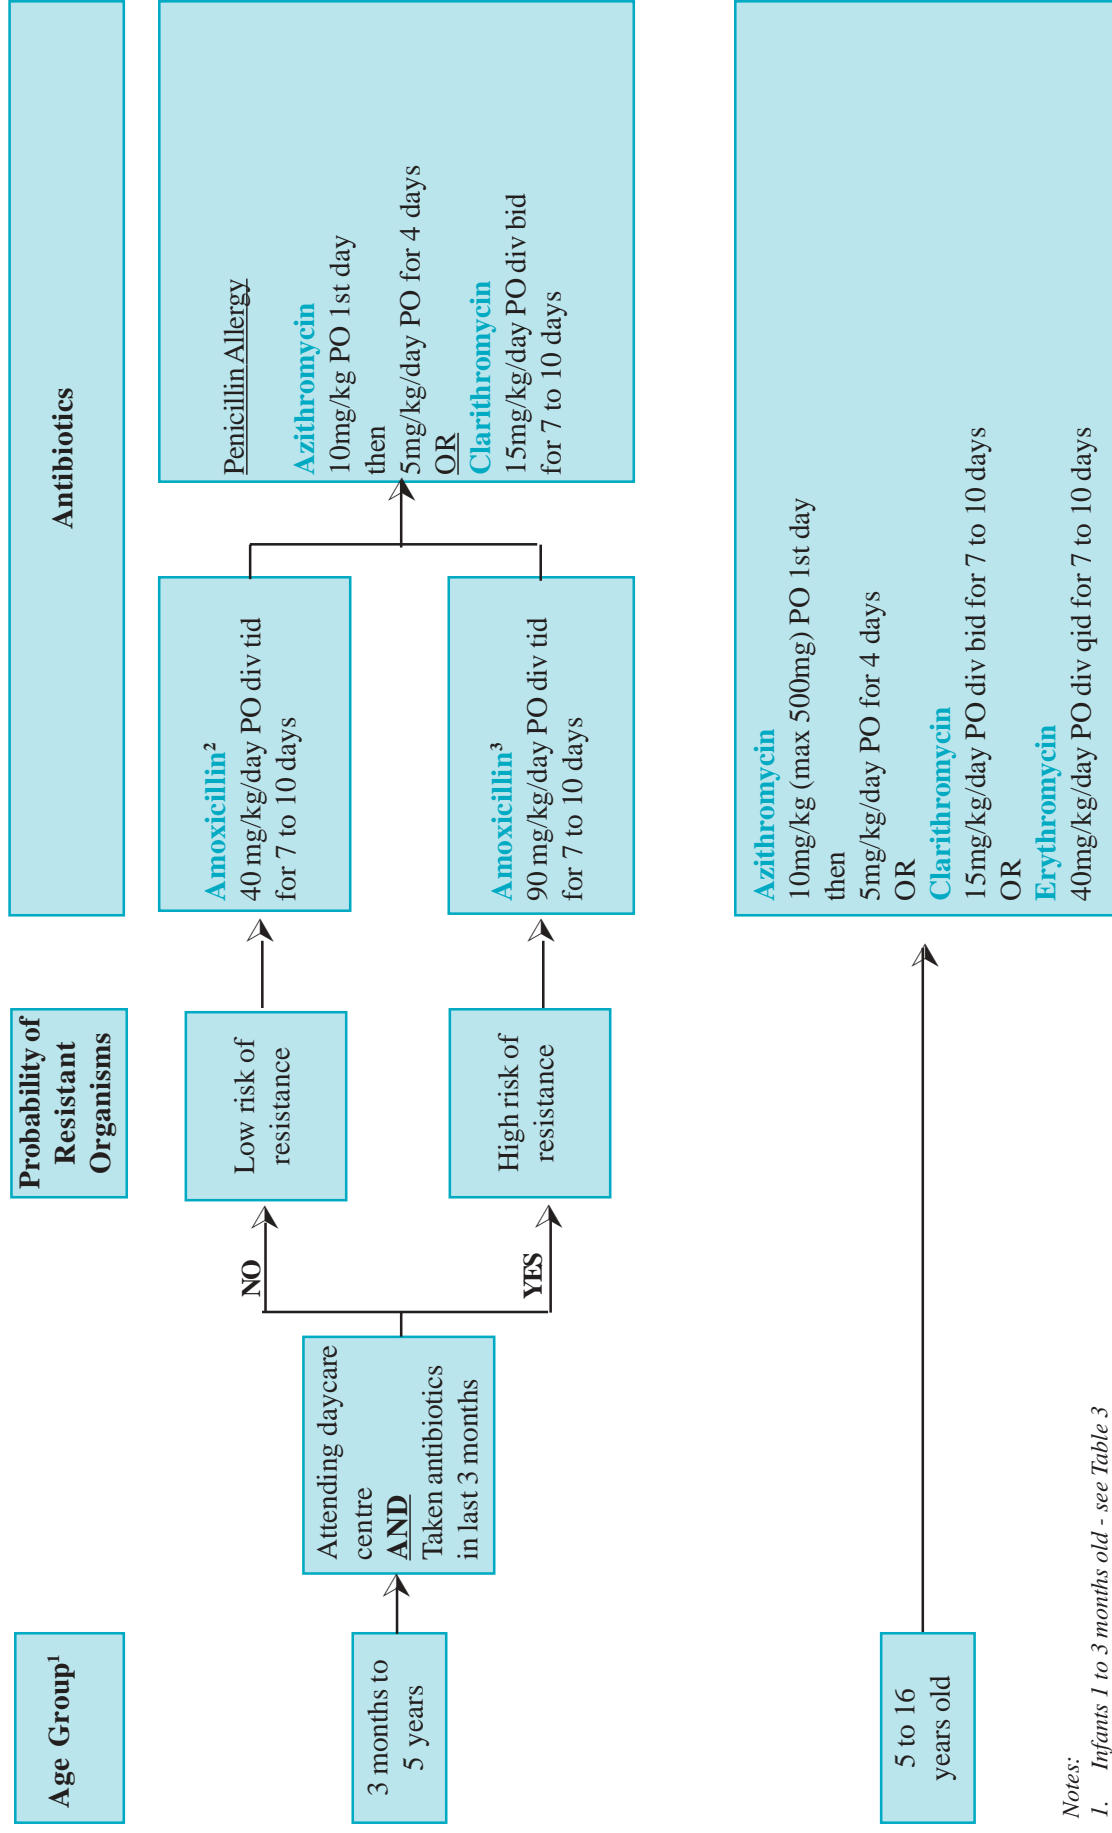 Age Group1
Probability of
Resistant
Organisms
Antibiotics
3 months to
5 years
Attending daycare
centre
AND
Taken antibiotics
in last 3 months
NO
Low risk of
resistance
Amoxicillin2
40 mg/kg/day PO div tid
for 7 to 10 days
YES
High risk of
resistance
Amoxicillin3
90 mg/kg/day PO div tid
for 7 to 10 days
Penicillin Allergy
Azithromycin
10mg/kg PO 1st day
then
5mg/kg/day PO for 4 days
OR
Clarithromycin
15mg/kg/day PO div bid
for 7 to 10 days
5 to 16
years old
Azithromycin
10mg/kg (max 500mg) PO 1st day
then
5mg/kg/day PO for 4 days
OR
Clarithromycin
15mg/kg/day PO div bid for 7 to 10 days
OR
Erythromycin
40mg/kg/day PO div qid for 7 to 10 days
Notes:
1. Infants 1 to 3 months old - see Table 3